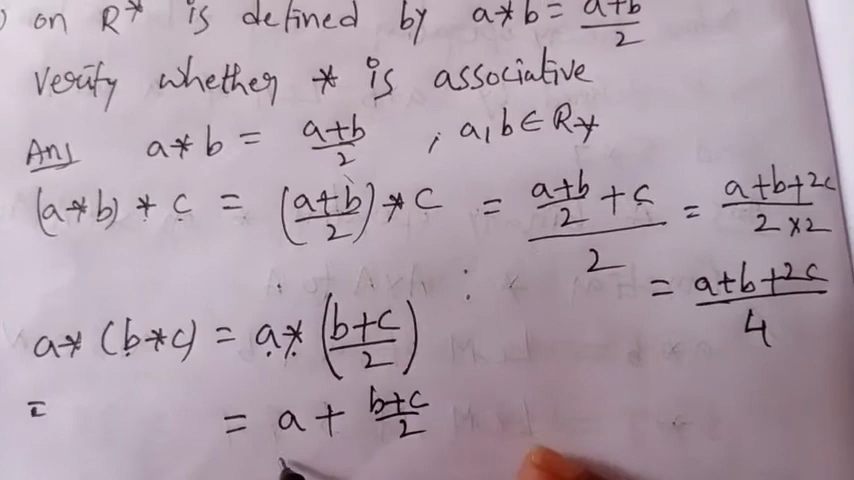 ) on R* is defined by a*b = a+b/2
Verify whether * is associative
Ans a*b = a+b/2 , a,b ∈ R*
(a*b) * c = (a+b/2) * c = (a+b/2 + c)/2 = a+b+2c/2×2
= a+b+2c/4
a* (b*c) = a* (b+c/2)
= = a + b+c/2